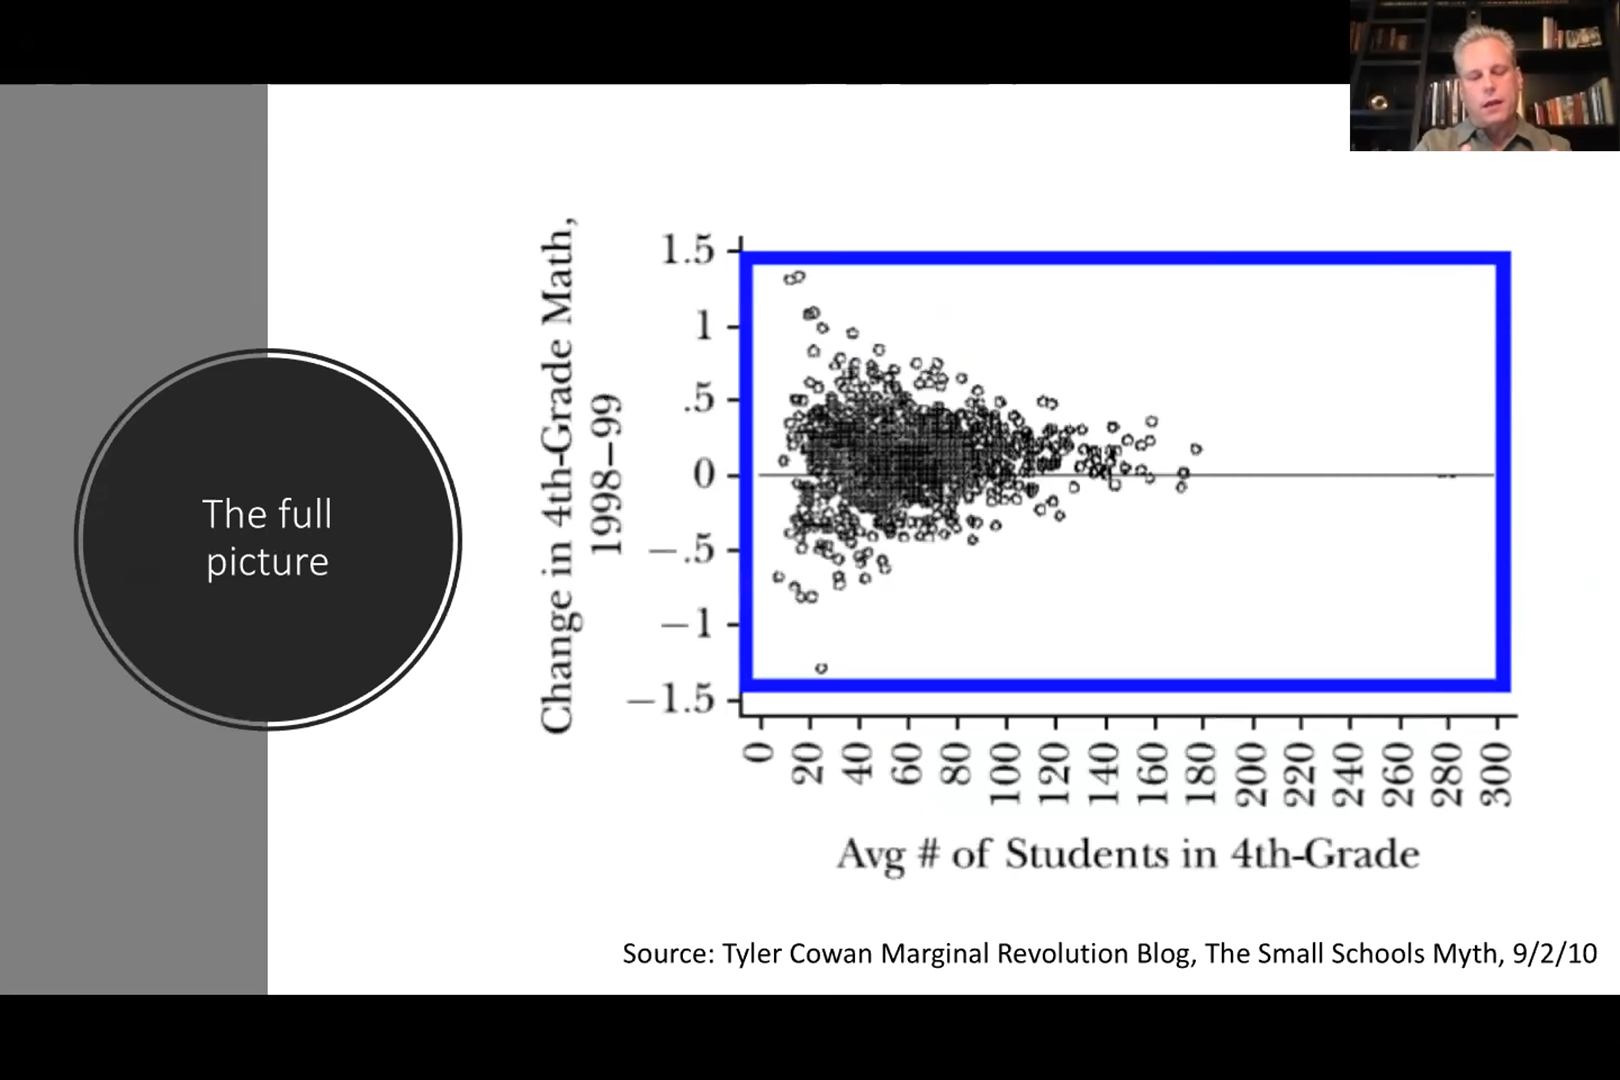 The full
picture
Change in 4th-Grade Math,
1998–99
1.5
1
.5
0
–.5
–1
–1.5
0 20 40 60 80 100 120 140 160 180 200 220 240 260 280 300
Avg # of Students in 4th-Grade
Source: Tyler Cowan Marginal Revolution Blog, The Small Schools Myth, 9/2/10